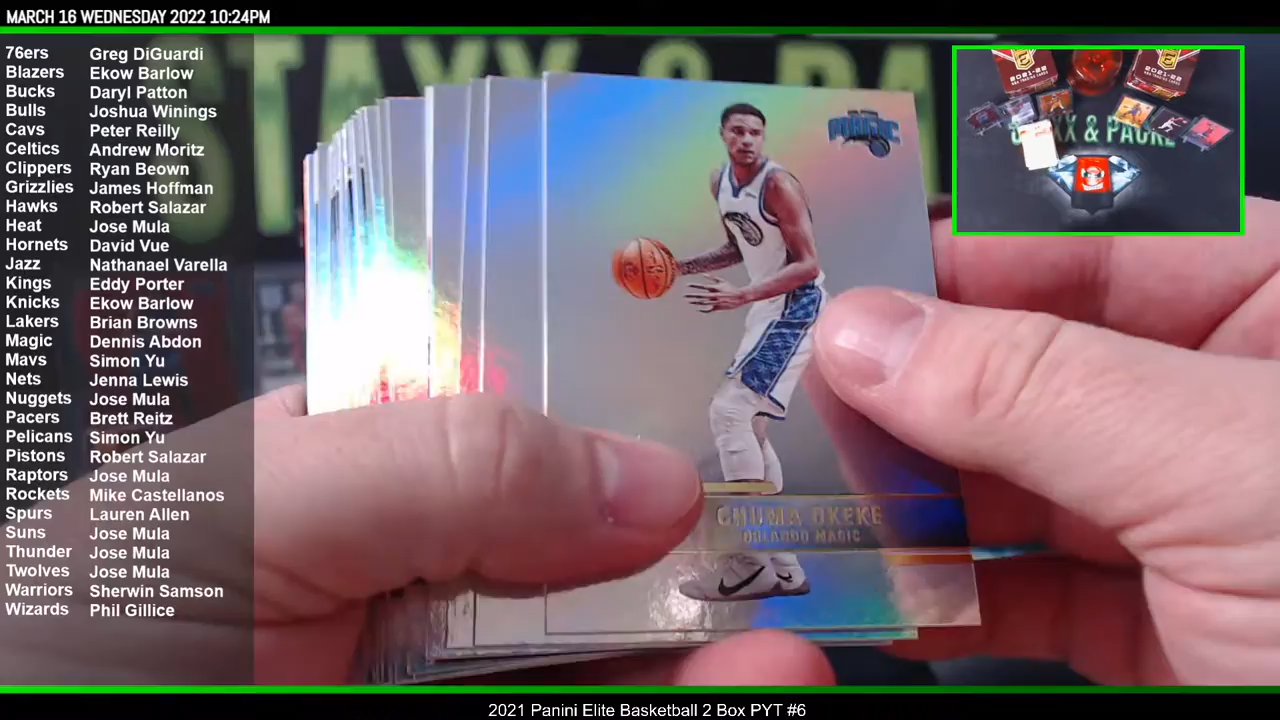 MARCH 16 WEDNESDAY 2022 10:24PM
76ers Greg DiGuardi
Blazers Ekow Barlow
Bucks Daryl Patton
Bulls Joshua Winings
Cavs Peter Reilly
Celtics Andrew Moritz
Clippers Ryan Beown
Grizzlies James Hoffman
Hawks Robert Salazar
Heat Jose Mula
Hornets David Vue
Jazz Nathanael Varella
Kings Eddy Porter
Knicks Ekow Barlow
Lakers Brian Browns
Magic Dennis Abdon
Mavs Simon Yu
Nets Jenna Lewis
Nuggets Jose Mula
Pacers Brett Reitz
Pelicans Simon Yu
Pistons Robert Salazar
Raptors Jose Mula
Rockets Mike Castellanos
Spurs Lauren Allen
Suns Jose Mula
Thunder Jose Mula
Twolves Jose Mula
Warriors Sherwin Samson
Wizards Phil Gillice
MAGIC
CHUMA OKEKE
ORLANDO MAGIC
2021-22
2021-22
2021 Panini Elite Basketball 2 Box PYT #6